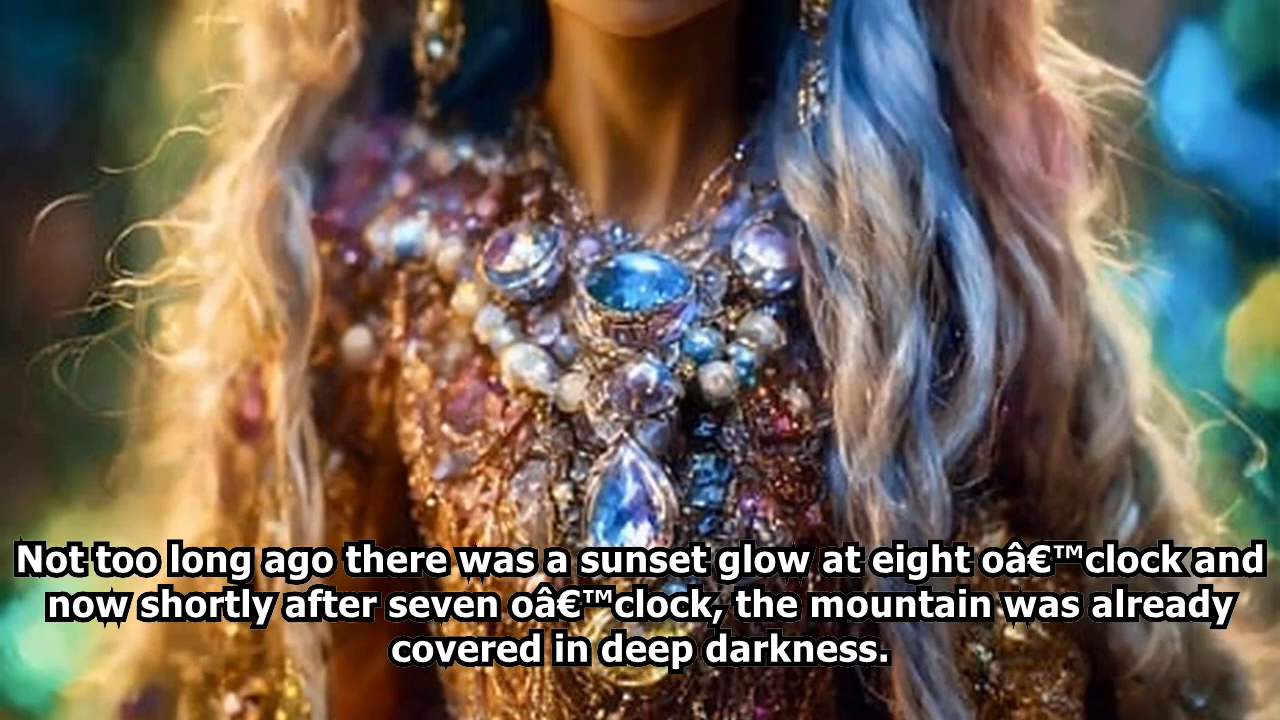 Not too long ago there was a sunset glow at eight oâ€™clock and
now shortly after seven oâ€™clock, the mountain was already
covered in deep darkness.